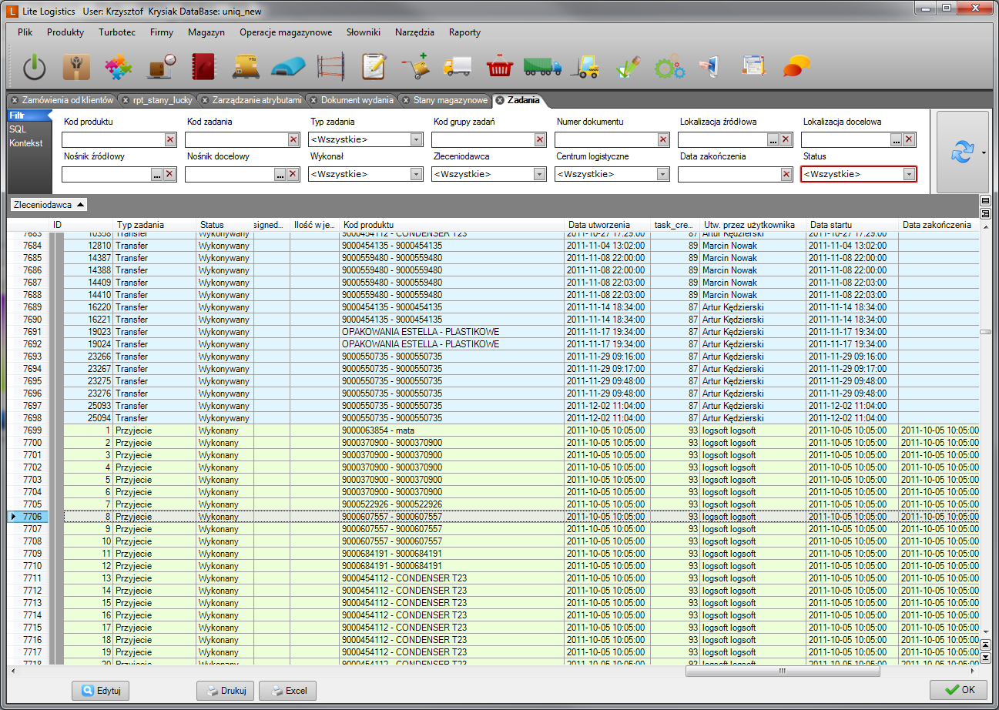 Lite Logistics User: Krzysztof Krysiak DataBase: uniq_new
Plik Produkty Turbotec Firmy Magazyn Operacje magazynowe Słowniki Narzędzia Raporty
Zamówienia od klientów rpt_stany_lucky Zarządzanie atrybutami Dokument wydania Stany magazynowe Zadania
Filtr
SQL
Kontekst
Kod produktu Kod zadania Typ zadania Kod grupy zadań Numer dokumentu Lokalizacja źródłowa Lokalizacja docelowa
<Wszystkie> ... ...
Nośnik źródłowy Nośnik docelowy Wykonał Zleceniodawca Centrum logistyczne Data zakończenia Status
... ... <Wszystkie> <Wszystkie> <Wszystkie> <Wszystkie>
Zleceniodawca
ID Typ zadania Status signed... Ilość w je... Kod produktu Data utworzenia task_cre... Utw. przez użytkownika Data startu Data zakończenia
7683 10358 Transfer Wykonywany 9000454112 - CONDENSER T23 2011-10-27 17:29:00 87 Artur Kędzierski 2011-10-27 17:29:00
7684 12810 Transfer Wykonywany 9000454135 - 9000454135 2011-11-04 13:02:00 89 Marcin Nowak 2011-11-04 13:02:00
7685 14387 Transfer Wykonywany 9000559480 - 9000559480 2011-11-08 22:00:00 89 Marcin Nowak 2011-11-08 22:00:00
7686 14388 Transfer Wykonywany 9000559480 - 9000559480 2011-11-08 22:00:00 89 Marcin Nowak 2011-11-08 22:00:00
7687 14409 Transfer Wykonywany 9000559480 - 9000559480 2011-11-08 22:03:00 89 Marcin Nowak 2011-11-08 22:03:00
7688 14410 Transfer Wykonywany 9000559480 - 9000559480 2011-11-08 22:03:00 89 Marcin Nowak 2011-11-08 22:03:00
7689 16220 Transfer Wykonywany 9000454135 - 9000454135 2011-11-14 18:34:00 87 Artur Kędzierski 2011-11-14 18:34:00
7690 16221 Transfer Wykonywany 9000454135 - 9000454135 2011-11-14 18:34:00 87 Artur Kędzierski 2011-11-14 18:34:00
7691 19023 Transfer Wykonywany OPAKOWANIA ESTELLA - PLASTIKOWE 2011-11-17 19:34:00 87 Artur Kędzierski 2011-11-17 19:34:00
7692 19024 Transfer Wykonywany OPAKOWANIA ESTELLA - PLASTIKOWE 2011-11-17 19:34:00 87 Artur Kędzierski 2011-11-17 19:34:00
7693 23266 Transfer Wykonywany 9000550735 - 9000550735 2011-11-29 09:16:00 87 Artur Kędzierski 2011-11-29 09:16:00
7694 23267 Transfer Wykonywany 9000550735 - 9000550735 2011-11-29 09:17:00 87 Artur Kędzierski 2011-11-29 09:17:00
7695 23275 Transfer Wykonywany 9000550735 - 9000550735 2011-11-29 09:48:00 87 Artur Kędzierski 2011-11-29 09:48:00
7696 23276 Transfer Wykonywany 9000550735 - 9000550735 2011-11-29 09:48:00 87 Artur Kędzierski 2011-11-29 09:48:00
7697 25093 Transfer Wykonywany 9000550735 - 9000550735 2011-12-02 11:04:00 87 Artur Kędzierski 2011-12-02 11:04:00
7698 25094 Transfer Wykonywany 9000550735 - 9000550735 2011-12-02 11:04:00 87 Artur Kędzierski 2011-12-02 11:04:00
7699 1 Przyjecie Wykonany 9000063854 - mata 2011-10-05 10:05:00 93 logsoft logsoft 2011-10-05 10:05:00 2011-10-05 10:05:00
7700 2 Przyjecie Wykonany 9000370900 - 9000370900 2011-10-05 10:05:00 93 logsoft logsoft 2011-10-05 10:05:00 2011-10-05 10:05:00
7701 3 Przyjecie Wykonany 9000370900 - 9000370900 2011-10-05 10:05:00 93 logsoft logsoft 2011-10-05 10:05:00 2011-10-05 10:05:00
7702 4 Przyjecie Wykonany 9000370900 - 9000370900 2011-10-05 10:05:00 93 logsoft logsoft 2011-10-05 10:05:00 2011-10-05 10:05:00
7703 5 Przyjecie Wykonany 9000370900 - 9000370900 2011-10-05 10:05:00 93 logsoft logsoft 2011-10-05 10:05:00 2011-10-05 10:05:00
7704 6 Przyjecie Wykonany 9000370900 - 9000370900 2011-10-05 10:05:00 93 logsoft logsoft 2011-10-05 10:05:00 2011-10-05 10:05:00
7705 7 Przyjecie Wykonany 9000522926 - 9000522926 2011-10-05 10:05:00 93 logsoft logsoft 2011-10-05 10:05:00 2011-10-05 10:05:00
7706 8 Przyjecie Wykonany 9000607557 - 9000607557 2011-10-05 10:05:00 93 logsoft logsoft 2011-10-05 10:05:00 2011-10-05 10:05:00
7707 9 Przyjecie Wykonany 9000607557 - 9000607557 2011-10-05 10:05:00 93 logsoft logsoft 2011-10-05 10:05:00 2011-10-05 10:05:00
7708 10 Przyjecie Wykonany 9000607557 - 9000607557 2011-10-05 10:05:00 93 logsoft logsoft 2011-10-05 10:05:00 2011-10-05 10:05:00
7709 11 Przyjecie Wykonany 9000684191 - 9000684191 2011-10-05 10:05:00 93 logsoft logsoft 2011-10-05 10:05:00 2011-10-05 10:05:00
7710 12 Przyjecie Wykonany 9000684191 - 9000684191 2011-10-05 10:05:00 93 logsoft logsoft 2011-10-05 10:05:00 2011-10-05 10:05:00
7711 13 Przyjecie Wykonany 9000454112 - CONDENSER T23 2011-10-05 10:05:00 93 logsoft logsoft 2011-10-05 10:05:00 2011-10-05 10:05:00
7712 14 Przyjecie Wykonany 9000454112 - CONDENSER T23 2011-10-05 10:05:00 93 logsoft logsoft 2011-10-05 10:05:00 2011-10-05 10:05:00
7713 15 Przyjecie Wykonany 9000454112 - CONDENSER T23 2011-10-05 10:05:00 93 logsoft logsoft 2011-10-05 10:05:00 2011-10-05 10:05:00
7714 16 Przyjecie Wykonany 9000454112 - CONDENSER T23 2011-10-05 10:05:00 93 logsoft logsoft 2011-10-05 10:05:00 2011-10-05 10:05:00
7715 17 Przyjecie Wykonany 9000454112 - CONDENSER T23 2011-10-05 10:05:00 93 logsoft logsoft 2011-10-05 10:05:00 2011-10-05 10:05:00
7716 18 Przyjecie Wykonany 9000454112 - CONDENSER T23 2011-10-05 10:05:00 93 logsoft logsoft 2011-10-05 10:05:00 2011-10-05 10:05:00
7717 19 Przyjecie Wykonany 9000454112 - CONDENSER T23 2011-10-05 10:05:00 93 logsoft logsoft 2011-10-05 10:05:00 2011-10-05 10:05:00
7718 20 Przyjecie Wykonany 9000454112 - CONDENSER T23 2011-10-05 10:05:00 93 logsoft logsoft 2011-10-05 10:05:00 2011-10-05 10:05:00
Edytuj Drukuj Excel OK